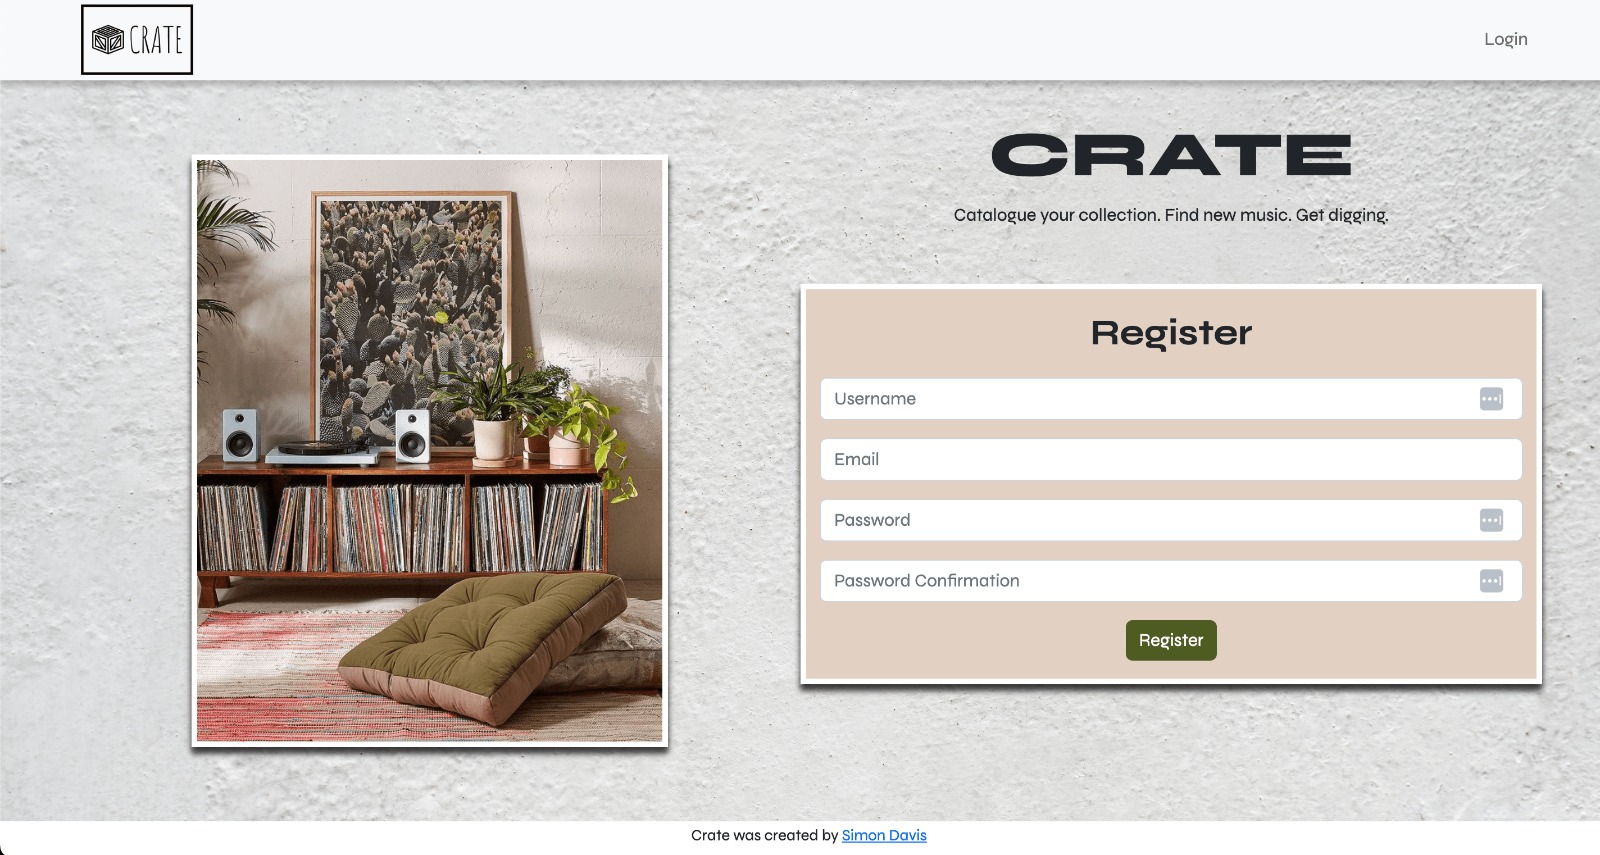 CRATE
Login
CRATE
Catalogue your collection. Find new music. Get digging.
Register
Username
Email
Password
Password Confirmation
Register
Crate was created by Simon Davis